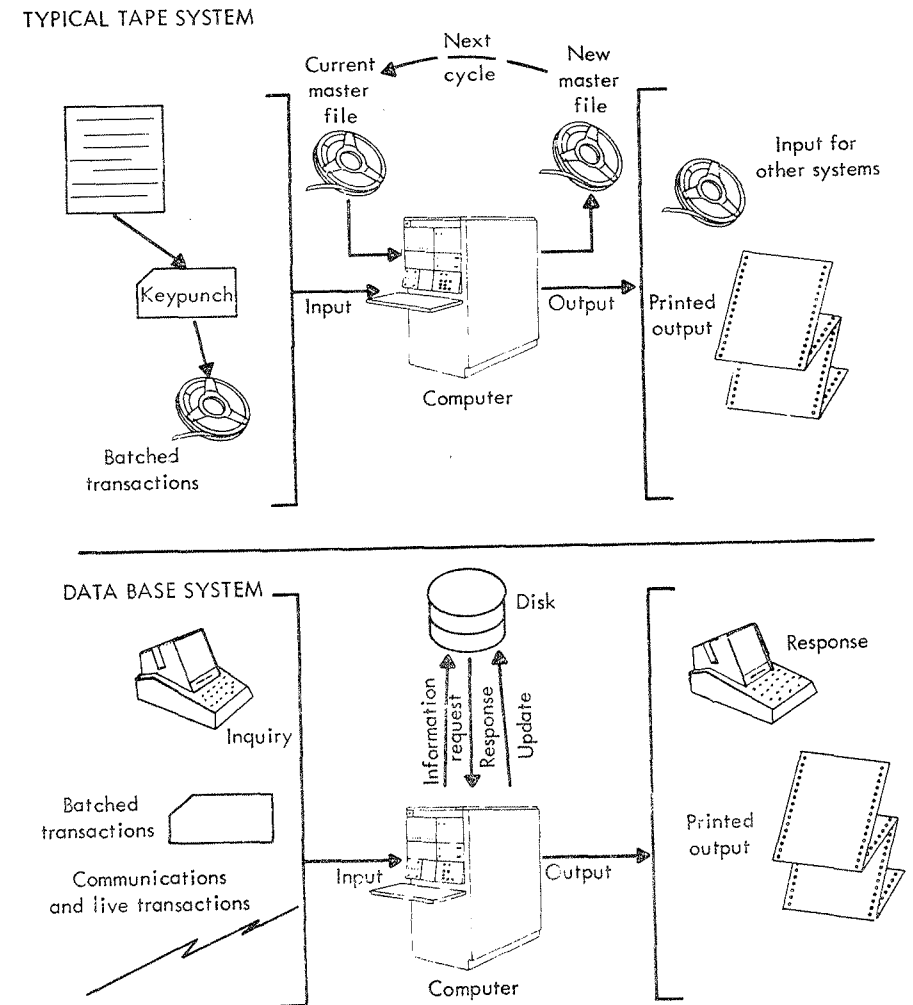 TYPICAL TAPE SYSTEM
Next
cycle
Current
master
file
New
master
file
Input for
other systems
Keypunch
Input
Output
Printed
output
Computer
Batched
transactions
DATA BASE SYSTEM
Disk
Response
Inquiry
Information
request
Response
Update
Batched
transactions
Printed
output
Input
Output
Communications
and live transactions
Computer